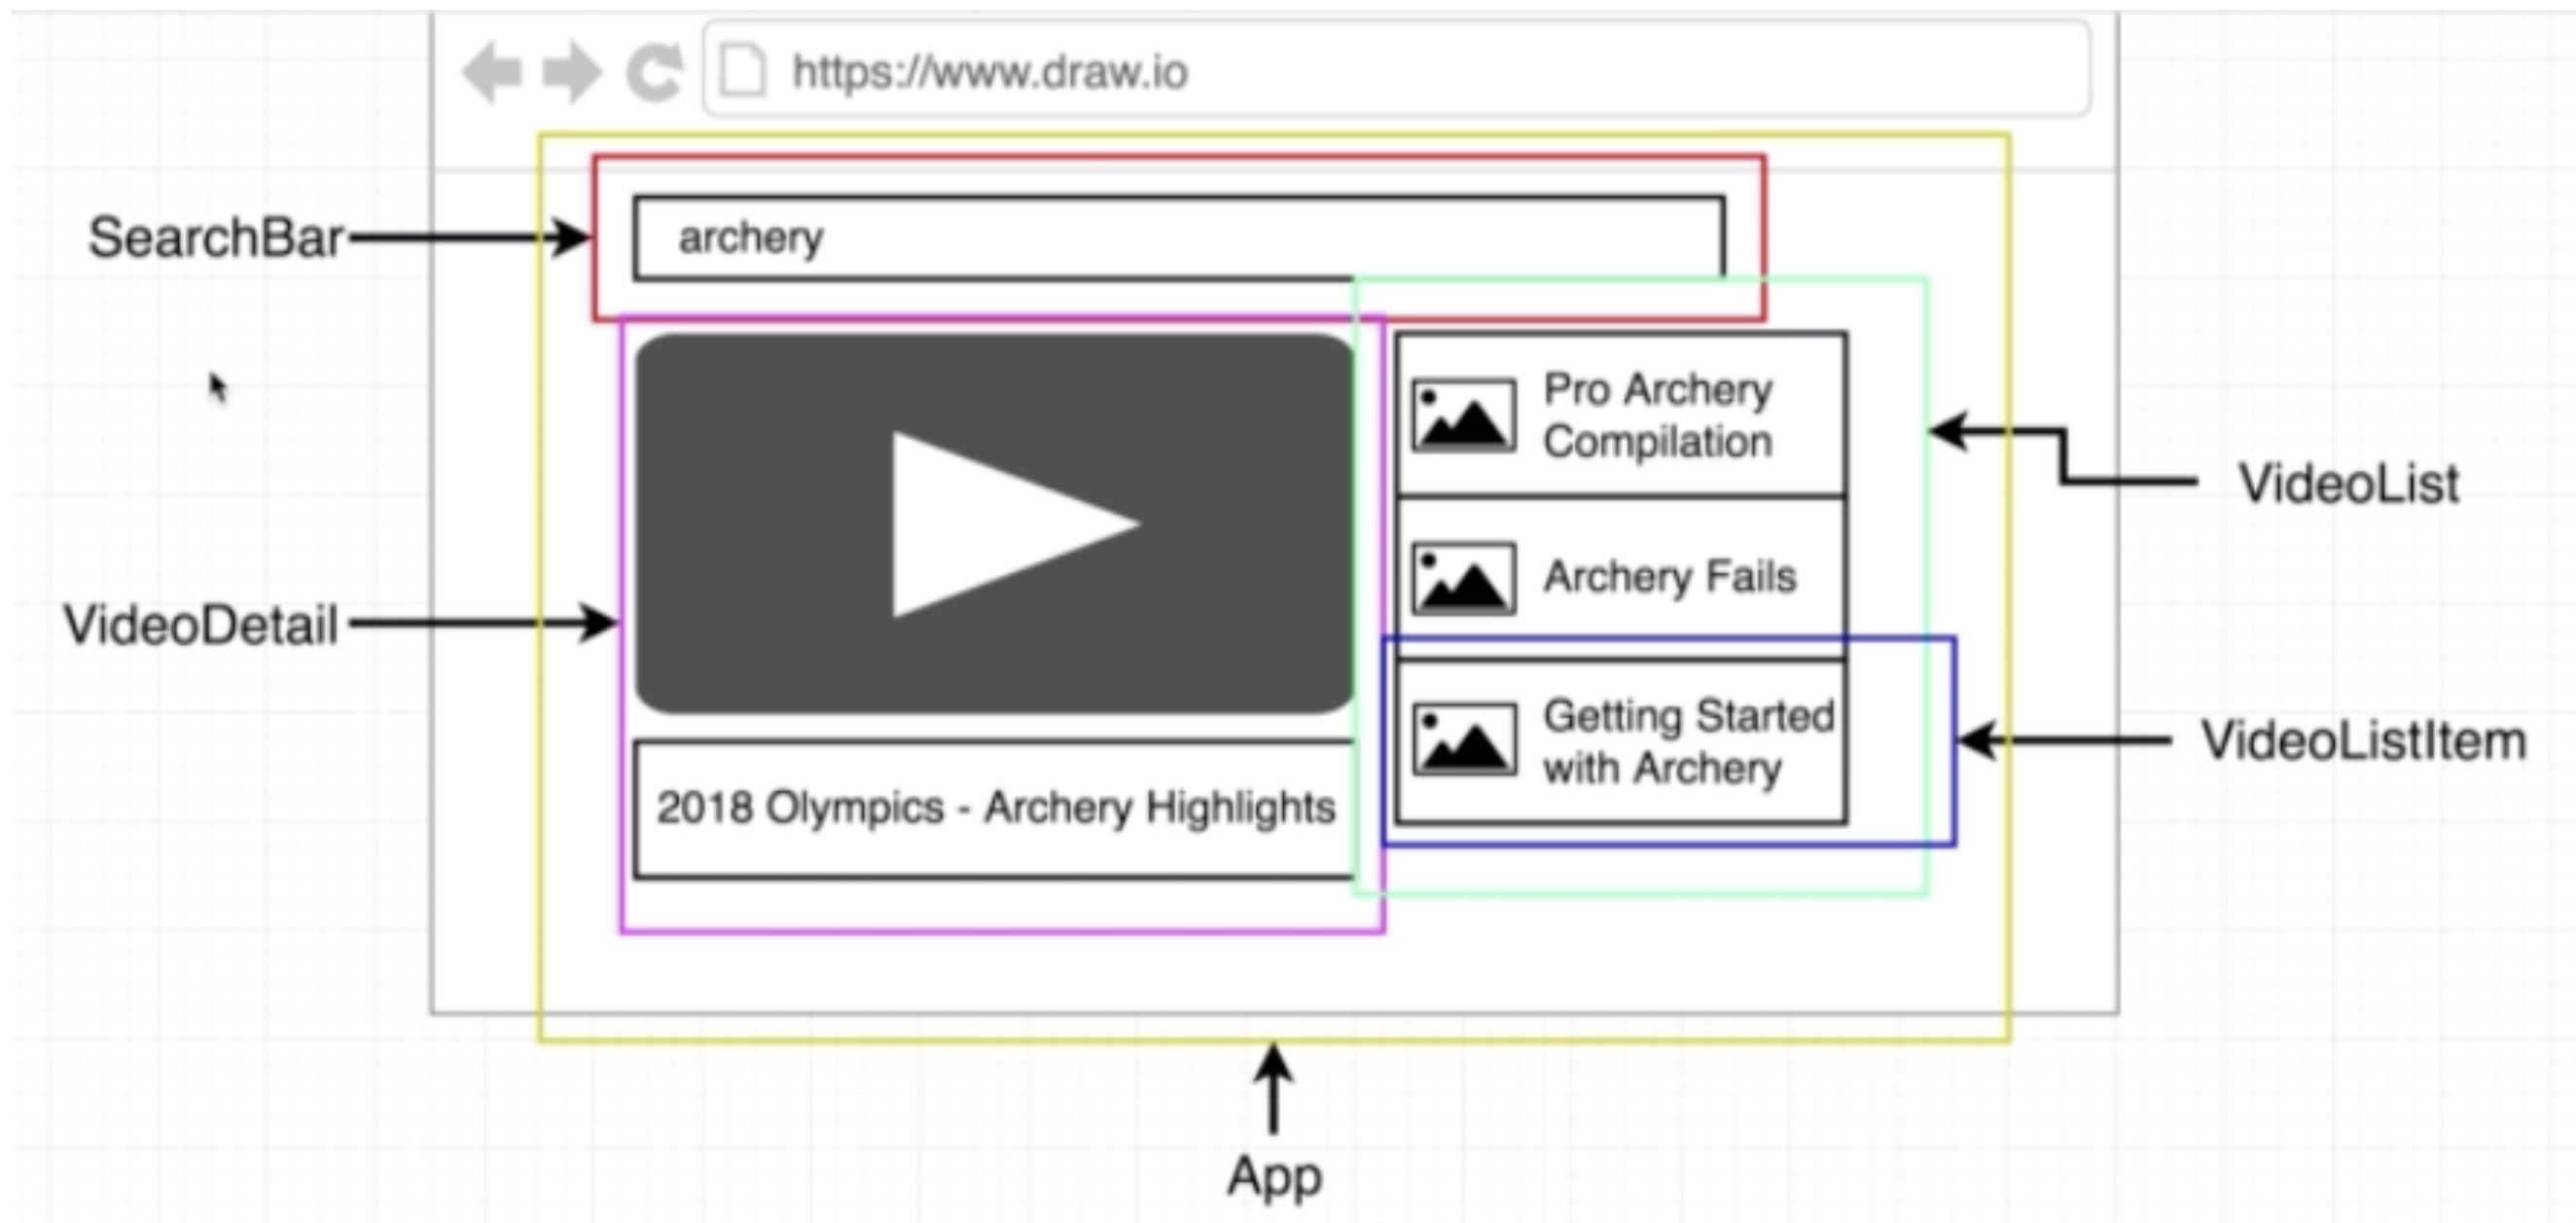 https://www.draw.io
SearchBar
archery
Pro Archery
Compilation
VideoList
Archery Fails
VideoDetail
Getting Started
with Archery
VideoListItem
2018 Olympics - Archery Highlights
App